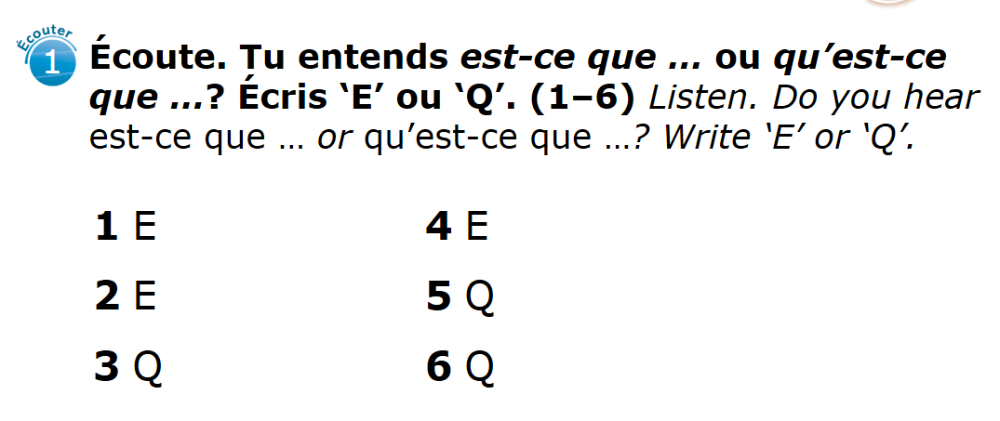 Écouter
1 Écoute. Tu entends est-ce que ... ou qu’est-ce
que ...? Écris ‘E’ ou ‘Q’. (1–6) Listen. Do you hear
est-ce que ... or qu’est-ce que ...? Write ‘E’ or ‘Q’.
1 E
2 E
3 Q
4 E
5 Q
6 Q